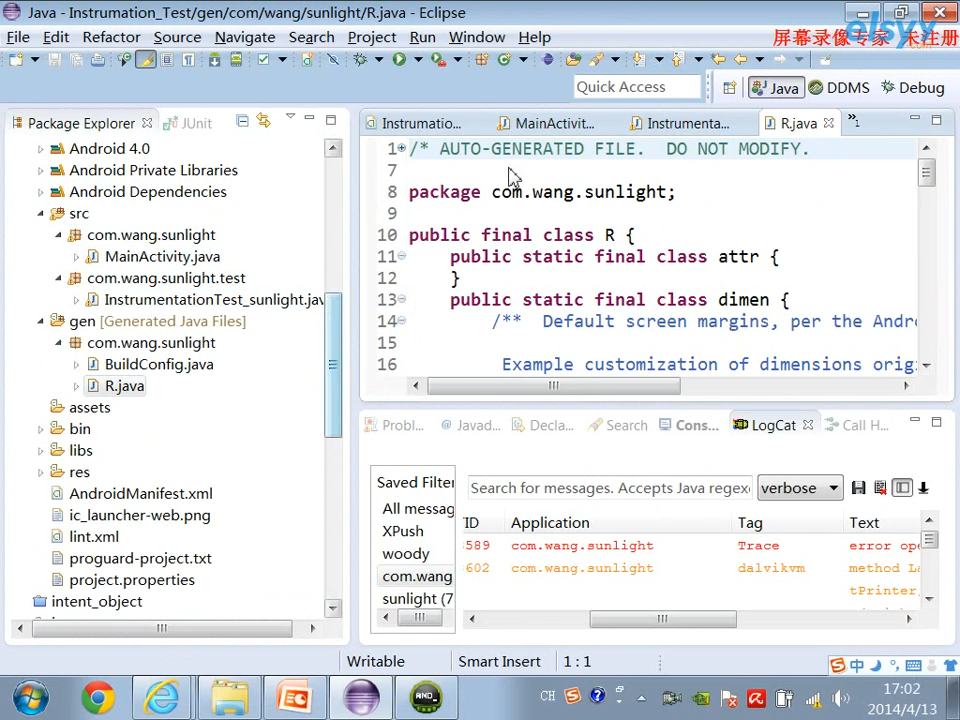 Java - Instrumation_Test/gen/com/wang/sunlight/R.java - Eclipse
File Edit Refactor Source Navigate Search Project Run Window Help
elsyy
屏幕录像专家 未注册
Quick Access
Java DDMS Debug
Package Explorer JUnit
Android 4.0
Android Private Libraries
Android Dependencies
src
com.wang.sunlight
MainActivity.java
com.wang.sunlight.test
InstrumentationTest_sunlight.jav
gen [Generated Java Files]
com.wang.sunlight
BuildConfig.java
R.java
assets
bin
libs
res
AndroidManifest.xml
ic_launcher-web.png
lint.xml
proguard-project.txt
project.properties
intent_object
Instrumatio... MainActivit... Instrumenta... R.java »1
1 /* AUTO-GENERATED FILE.  DO NOT MODIFY.
7
8 package com.wang.sunlight;
9
10 public final class R {
11 public static final class attr {
12 }
13 public static final class dimen {
14 /**  Default screen margins, per the Andro
15
16 Example customization of dimensions orig
Probl... @ Javad... Decla... Search Cons... LogCat Call H...
Saved Filter
All messag
XPush
woody
com.wang
sunlight (7
Search for messages. Accepts Java regex verbose
ID Application Tag Text
589 com.wang.sunlight Trace error ope
602 com.wang.sunlight dalvikvm method La
tPrinter,
Writable Smart Insert 1 : 1
中
CH
17:02
2014/4/13